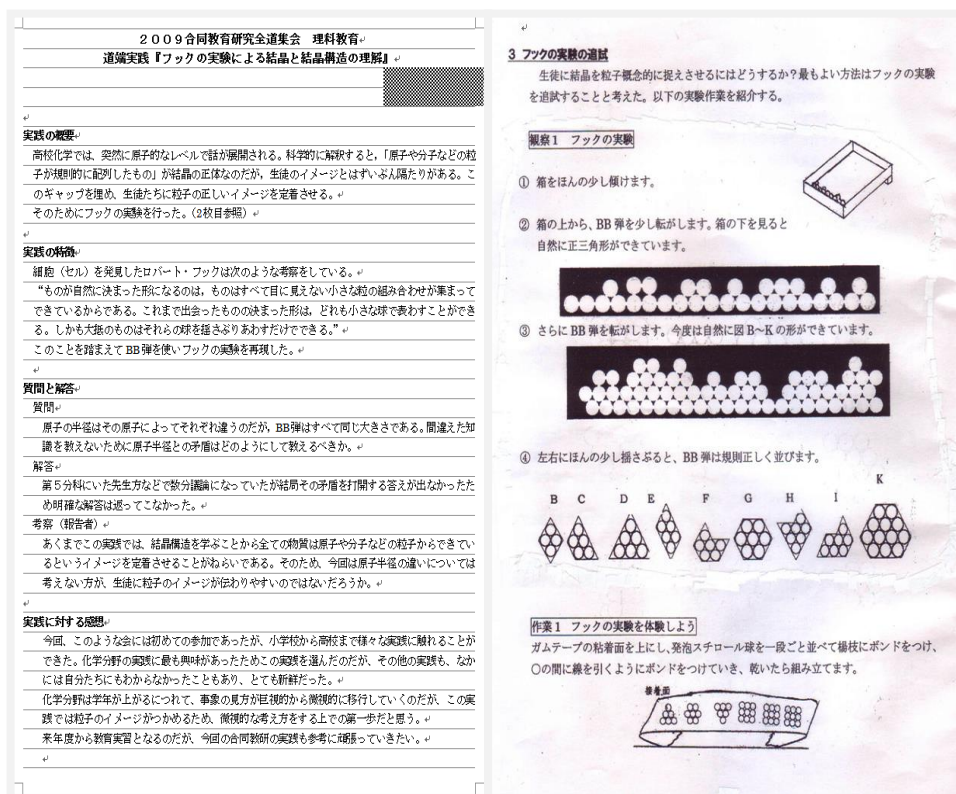 2009合同教育研究全道集会 理科教育
道端実践『フックの実験による結晶と結晶構造の理解』
実践の概要
高校化学では、突然に原子的なレベルで話が展開される。科学的に解釈すると，「原子や分子などの粒
子が規則的に配列したもの」が結晶の正体なのだが，生徒のイメージとはずいぶん隔たりがある。こ
のギャップを埋め、生徒たちに粒子の正しいイメージを定着させる。
そのためにフックの実験を行った。（2枚目参照）
実践の特徴
細胞（セル）を発見したロバート・フックは次のような考察をしている。
“ものが自然に決まった形になるのは，ものはすべて目に見えない小さな粒の組み合わせが集まって
できているからである。これまで出会ったものの決まった形は，どれも小さな球で表わすことができ
る。しかも大抵のものはそれらの球を揺さぶりあわすだけでできる。”
このことを踏まえてBB弾を使いフックの実験を再現した。
質問と解答
質問
原子の半径はその原子によってそれぞれ違うのだが，BB弾はすべて同じ大きさである。間違えた知
識を教えないために原子半径との矛盾はどのようにして教えるべきか。
解答
第5分科にいた先生方などで数分議論になっていたが結局その矛盾を打開する答えが出なかったた
め明確な解答は返ってこなかった。
考察（報告者）
あくまでこの実践では、結晶構造を学ぶことから全ての物質は原子や分子などの粒子からできてい
るというイメージを定着させることがねらいである。そのため、今回は原子半径の違いについては
考えない方が、生徒に粒子のイメージが伝わりやすいのではないだろうか。
実践に対する感想
今回、このような会には初めての参加であったが、小学校から高校まで様々な実践に触れることが
できた。化学分野の実践に最も興味があったためこの実践を選んだのだが、その他の実践も、なか
には自分たちにもわからなかったこともあり、とても新鮮だった。
化学分野は学年が上がるにつれて、事象の見方が巨視的から微視的に移行していくのだが、この実
践では粒子のイメージがつかめるため、微視的な考え方をする上での第一歩だと思う。
来年度から教育実習となるのだが、今回の合同教研の実践も参考に頑張っていきたい。
3 フックの実験の追試
生徒に結晶を粒子概念的に捉えさせるにはどうするか？最もよい方法はフックの実験
を追試することと考えた。以下の実験作業を紹介する。
観察1 フックの実験
① 箱をほんの少し傾けます。
② 箱の上から、BB弾を少し転がします。箱の下を見ると
自然に正三角形ができています。
③ さらにBB弾を転がします。今度は自然に図B～Kの形ができています。
④ 左右にほんの少し揺さぶると、BB弾は規則正しく並びます。
B C D E F G H I K
作業1 フックの実験を体験しよう
ガムテープの粘着面を上にし、発泡スチロール球を一段ごと並べて楊枝にボンドをつけ、
○の間に線を引くようにボンドをつけていき、乾いたら組み立てます。
接着面